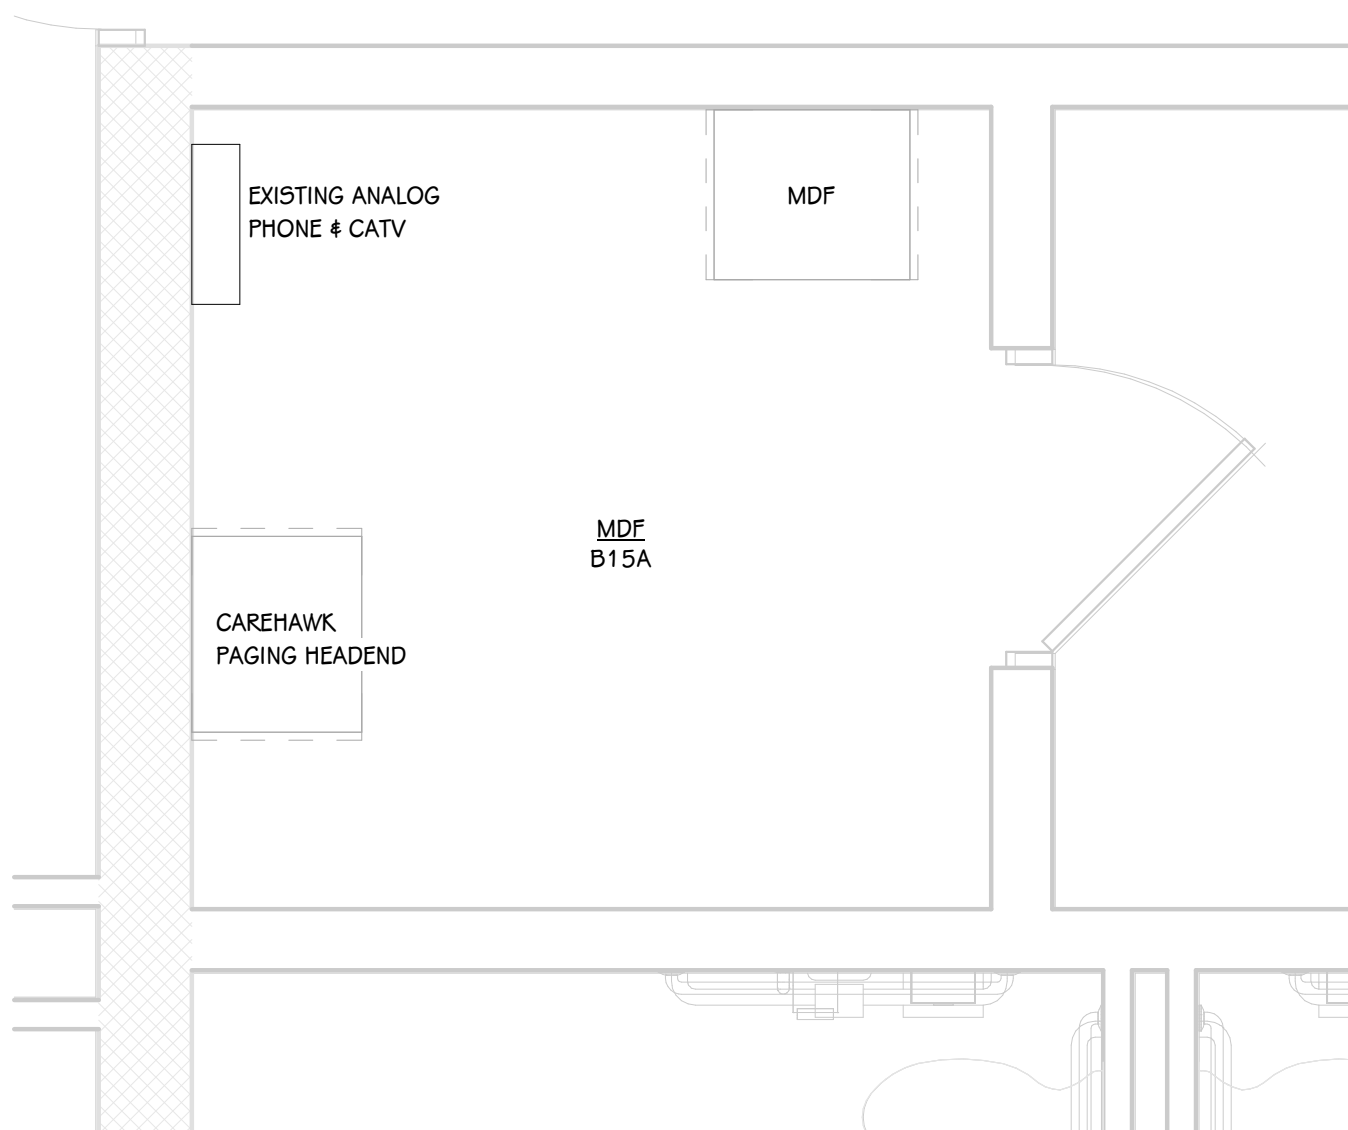 EXISTING ANALOG
PHONE & CATV
MDF
MDF
B15A
CAREHAWK
PAGING HEADEND